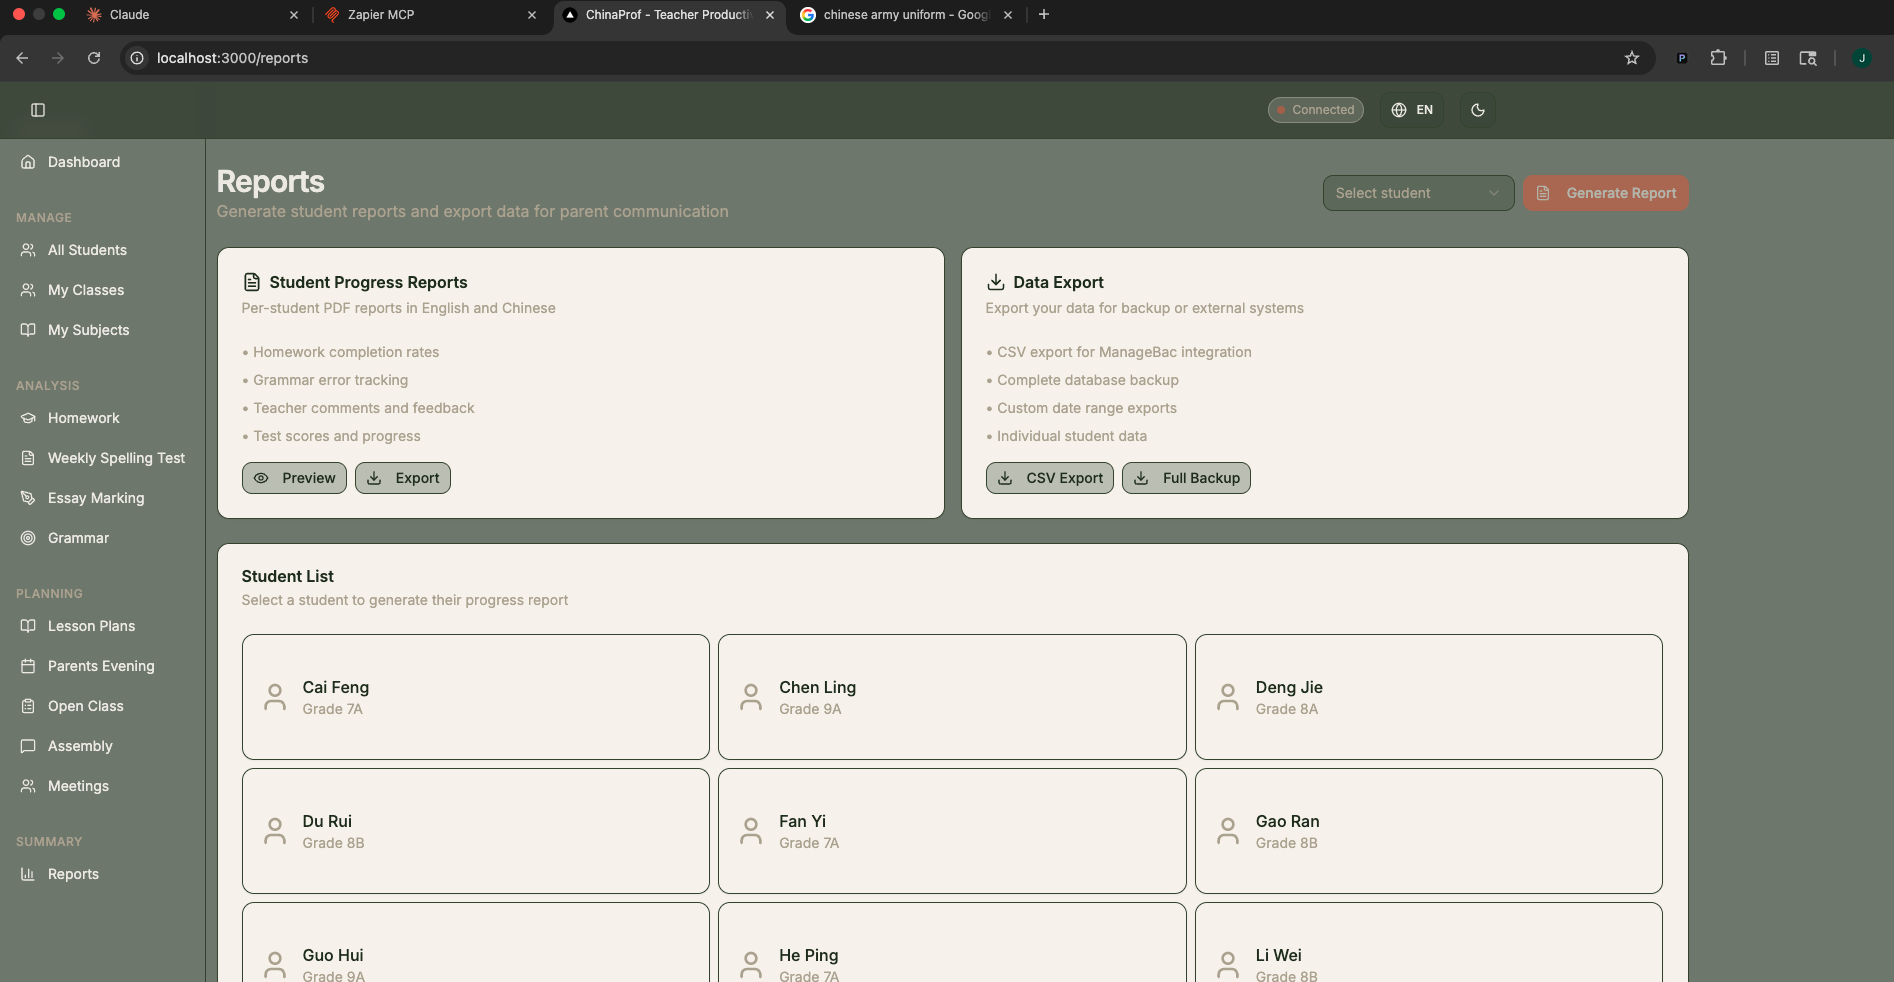 Claude
Zapier MCP
ChinaProf - Teacher Producti
chinese army uniform - Goog
localhost:3000/reports
P
J
Connected
EN
Dashboard
MANAGE
All Students
My Classes
My Subjects
ANALYSIS
Homework
Weekly Spelling Test
Essay Marking
Grammar
PLANNING
Lesson Plans
Parents Evening
Open Class
Assembly
Meetings
SUMMARY
Reports
Reports
Generate student reports and export data for parent communication
Select student
Generate Report
Student Progress Reports
Per-student PDF reports in English and Chinese
• Homework completion rates
• Grammar error tracking
• Teacher comments and feedback
• Test scores and progress
Preview
Export
Data Export
Export your data for backup or external systems
• CSV export for ManageBac integration
• Complete database backup
• Custom date range exports
• Individual student data
CSV Export
Full Backup
Student List
Select a student to generate their progress report
Cai Feng
Grade 7A
Chen Ling
Grade 9A
Deng Jie
Grade 8A
Du Rui
Grade 8B
Fan Yi
Grade 7A
Gao Ran
Grade 8B
Guo Hui
Grade 9A
He Ping
Grade 7A
Li Wei
Grade 8B